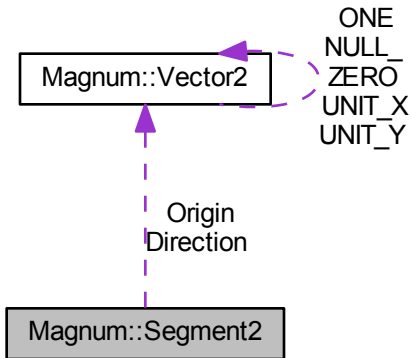 ONE
NULL_
ZERO
UNIT_X
UNIT_Y
Magnum::Vector2
Origin
Direction
Magnum::Segment2